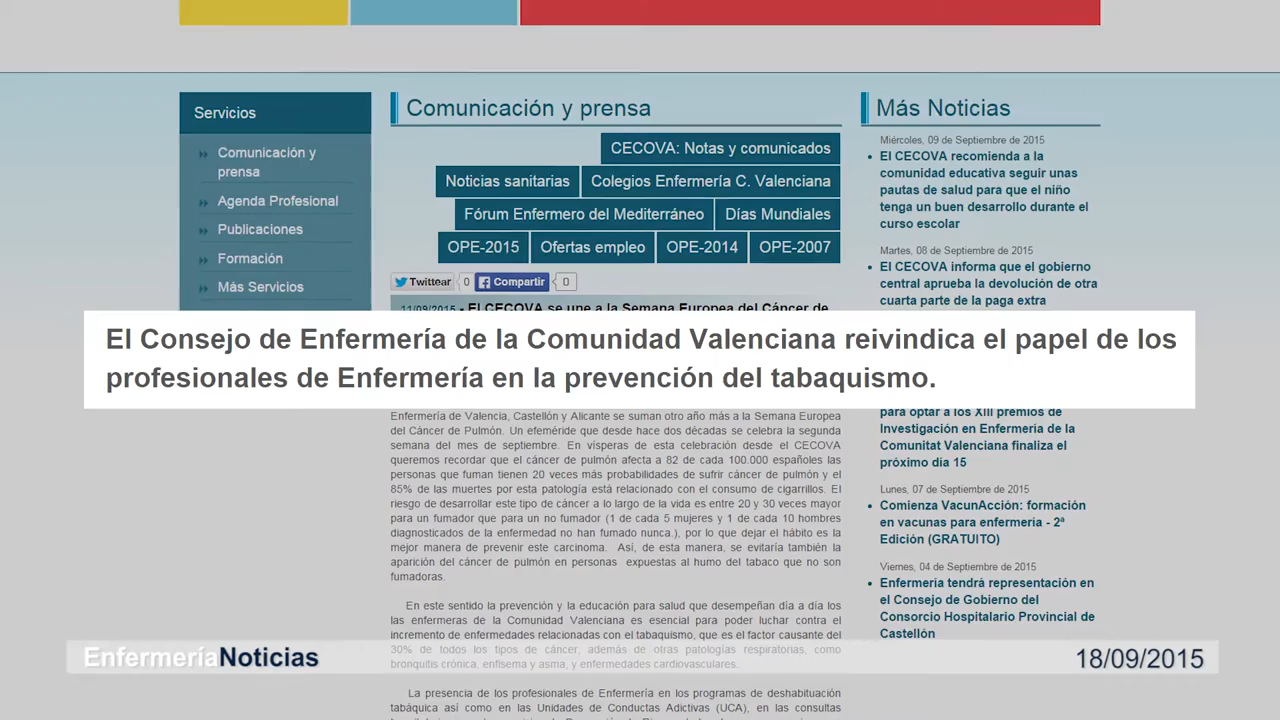 Servicios
Comunicación y
prensa
Agenda Profesional
Publicaciones
Formación
Más Servicios
Comunicación y prensa
CECOVA: Notas y comunicados
Noticias sanitarias
Colegios Enfermería C. Valenciana
Fórum Enfermero del Mediterráneo
Días Mundiales
OPE-2015
Ofertas empleo
OPE-2014
OPE-2007
Twittear
0
Compartir
0
11/09/2015 - El CECOVA se une a la Semana Europea del Cáncer de
El Consejo de Enfermería de la Comunidad Valenciana reivindica el papel de los
profesionales de Enfermería en la prevención del tabaquismo.
Enfermería de Valencia, Castellón y Alicante se suman otro año más a la Semana Europea
del Cáncer de Pulmón. Un efeméride que desde hace dos décadas se celebra la segunda
semana del mes de septiembre. En vísperas de esta celebración desde el CECOVA
queremos recordar que el cáncer de pulmón afecta a 82 de cada 100.000 españoles las
personas que fuman tienen 20 veces más probabilidades de sufrir cáncer de pulmón y el
85% de las muertes por esta patología está relacionado con el consumo de cigarrillos. El
riesgo de desarrollar este tipo de cáncer a lo largo de la vida es entre 20 y 30 veces mayor
para un fumador que para un no fumador (1 de cada 5 mujeres y 1 de cada 10 hombres
diagnosticados de la enfermedad no han fumado nunca.), por lo que dejar el hábito es la
mejor manera de prevenir este carcinoma. Así, de esta manera, se evitaría también la
aparición del cáncer de pulmón en personas expuestas al humo del tabaco que no son
fumadoras.
En este sentido la prevención y la educación para salud que desempeñan día a día los
las enfermeras de la Comunidad Valenciana es esencial para poder luchar contra el
incremento de enfermedades relacionadas con el tabaquismo, que es el factor causante del
30% de todos los tipos de cáncer, además de otras patologías respiratorias, como
bronquitis crónica, enfisema y asma, y enfermedades cardiovasculares.
La presencia de los profesionales de Enfermería en los programas de deshabituación
tabáquica así como en las Unidades de Conductas Adictivas (UCA), en las consultas
Más Noticias
Miércoles, 09 de Septiembre de 2015
El CECOVA recomienda a la
comunidad educativa seguir unas
pautas de salud para que el niño
tenga un buen desarrollo durante el
curso escolar
Martes, 08 de Septiembre de 2015
El CECOVA informa que el gobierno
central aprueba la devolución de otra
cuarta parte de la paga extra
para optar a los XIII premios de
Investigación en Enfermería de la
Comunitat Valenciana finaliza el
próximo día 15
Lunes, 07 de Septiembre de 2015
Comienza VacunAcción: formación
en vacunas para enfermería - 2ª
Edición (GRATUITO)
Viernes, 04 de Septiembre de 2015
Enfermería tendrá representación en
el Consejo de Gobierno del
Consorcio Hospitalario Provincial de
Castellón
EnfermeríaNoticias
18/09/2015